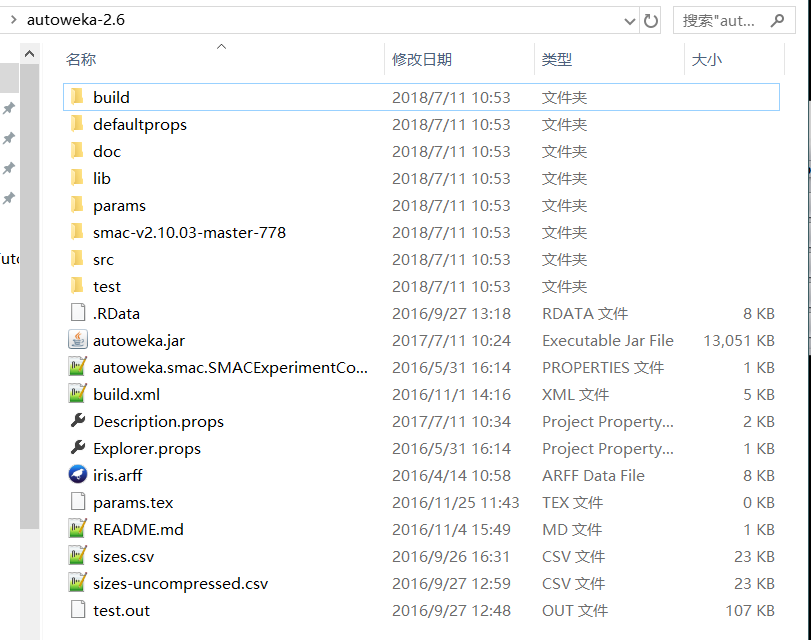 autoweka-2.6 搜索"aut...
名称 修改日期 类型 大小
build 2018/7/11 10:53 文件夹
defaultprops 2018/7/11 10:53 文件夹
doc 2018/7/11 10:53 文件夹
lib 2018/7/11 10:53 文件夹
params 2018/7/11 10:53 文件夹
smac-v2.10.03-master-778 2018/7/11 10:53 文件夹
src 2018/7/11 10:53 文件夹
test 2018/7/11 10:53 文件夹
.RData 2016/9/27 13:18 RDATA 文件 8 KB
autoweka.jar 2017/7/11 10:24 Executable Jar File 13,051 KB
autoweka.smac.SMACExperimentCo... 2016/5/31 16:14 PROPERTIES 文件 1 KB
build.xml 2016/11/1 14:16 XML 文件 5 KB
Description.props 2017/7/11 10:34 Project Property... 2 KB
Explorer.props 2016/5/31 16:14 Project Property... 1 KB
iris.arff 2016/4/14 10:58 ARFF Data File 8 KB
params.tex 2016/11/25 11:43 TEX 文件 0 KB
README.md 2016/11/4 15:49 MD 文件 1 KB
sizes.csv 2016/9/26 16:31 CSV 文件 23 KB
sizes-uncompressed.csv 2016/9/27 12:59 CSV 文件 23 KB
test.out 2016/9/27 12:48 OUT 文件 107 KB